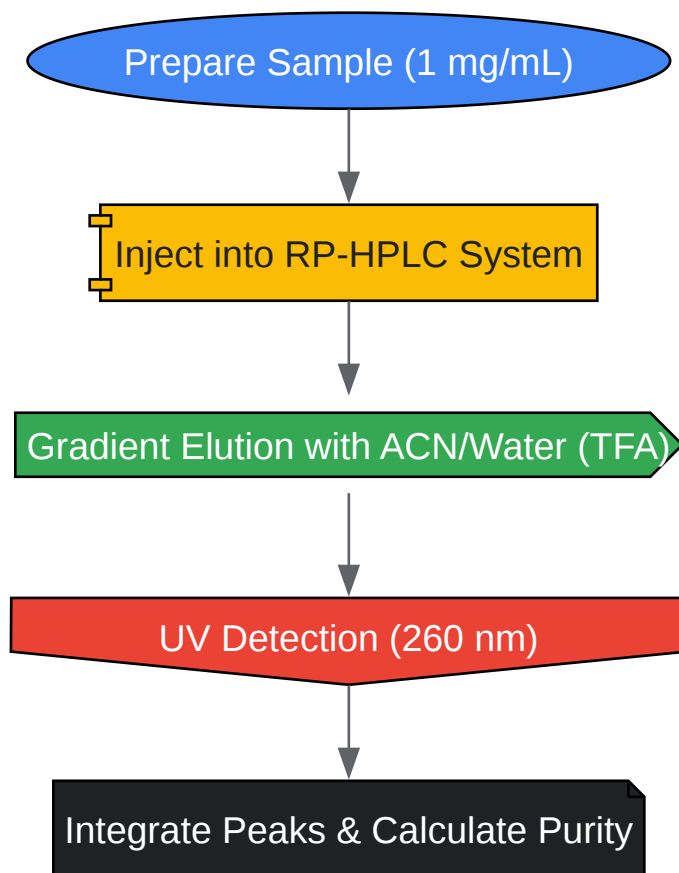 Prepare Sample (1 mg/mL)
Inject into RP-HPLC System
Gradient Elution with ACN/Water (TFA)
UV Detection (260 nm)
Integrate Peaks & Calculate Purity